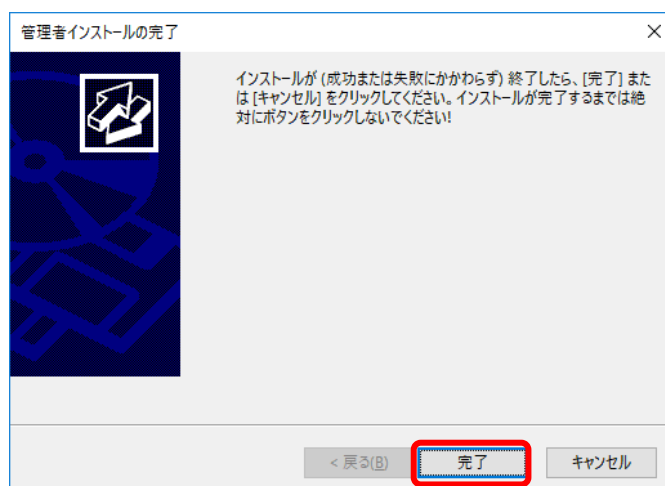 管理者インストールの完了
インストールが (成功または失敗にかかわらず) 終了したら、[完了] また
は [キャンセル] をクリックしてください。インストールが完了するまでは絶
対にボタンをクリックしないでください!
< 戻る(B)
完了
キャンセル